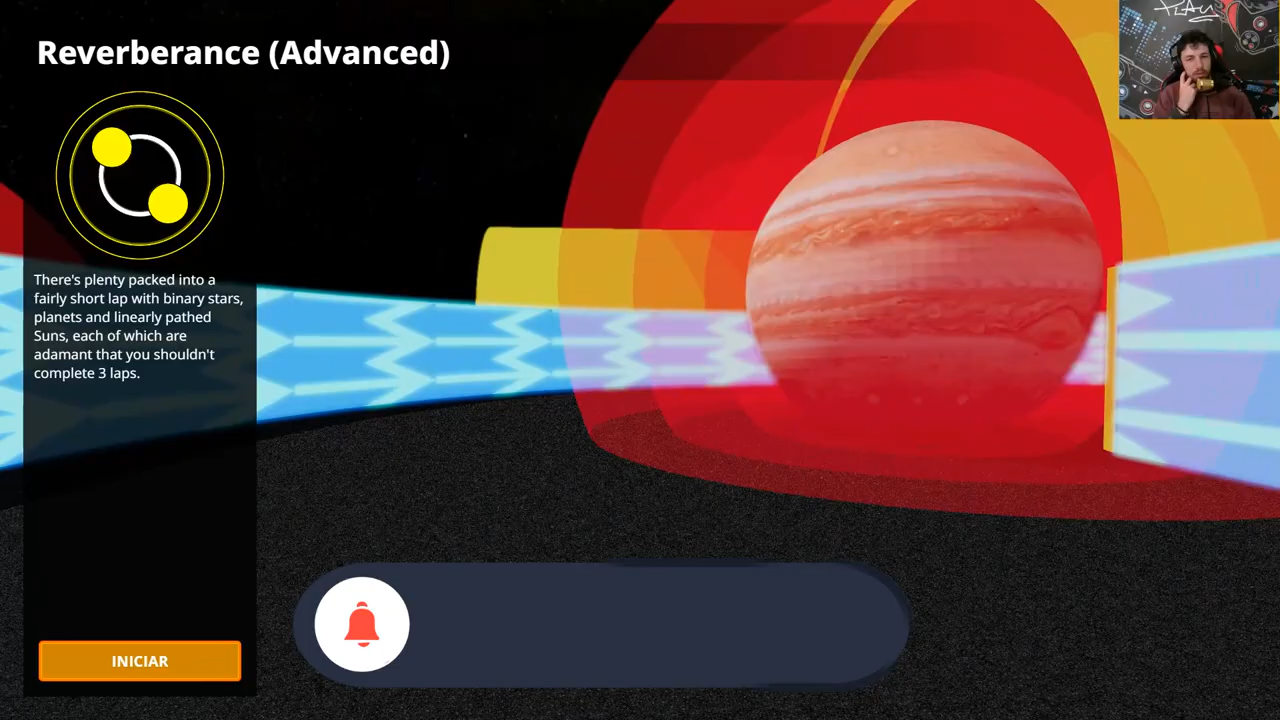 Reverberance (Advanced)
There's plenty packed into a
fairly short lap with binary stars,
planets and linearly pathed
Suns, each of which are
adamant that you shouldn't
complete 3 laps.
INICIAR